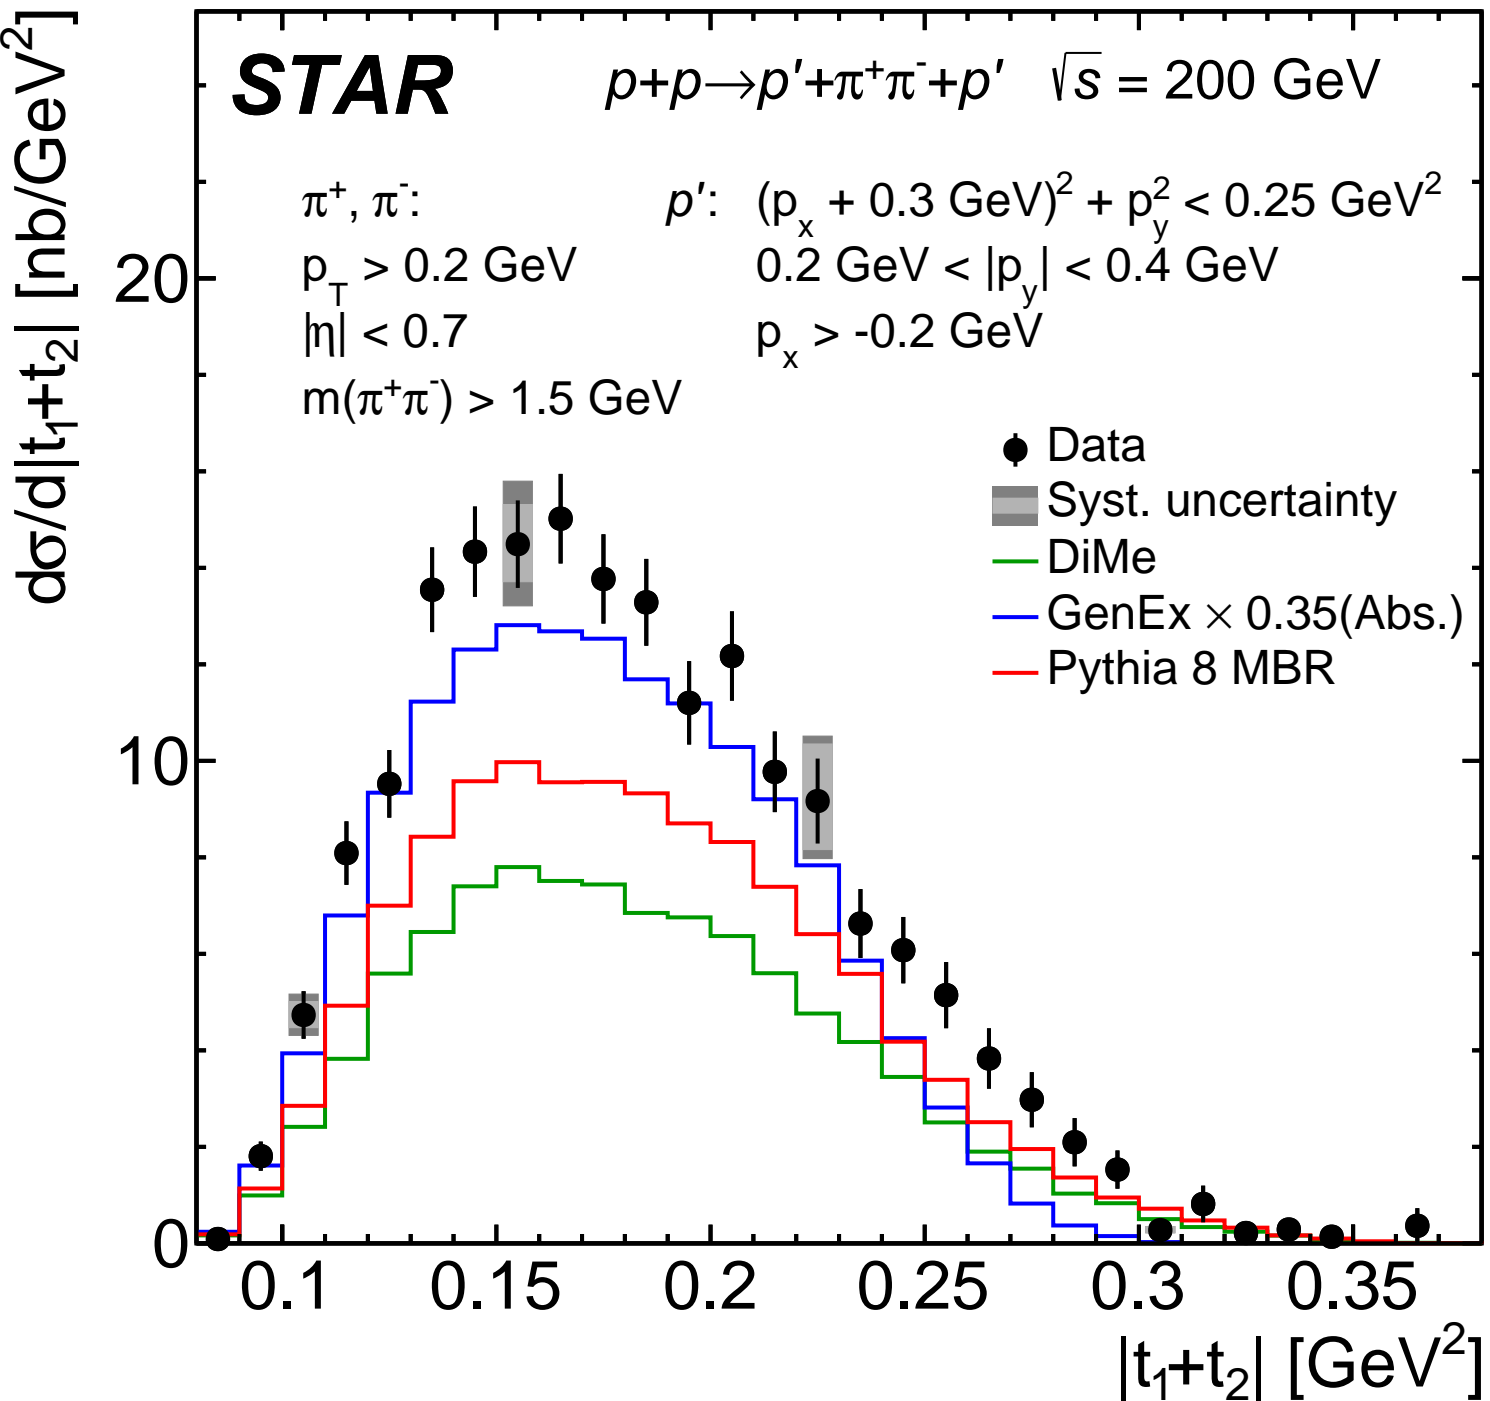 dσ/d|t₁+t₂| [nb/GeV²]
STAR p+p→p′+π⁺π⁻+p′ √s = 200 GeV
π⁺, π⁻: p′: (pₓ + 0.3 GeV)² + p_y² < 0.25 GeV²
p_T > 0.2 GeV 0.2 GeV < |p_y| < 0.4 GeV
|η| < 0.7 pₓ > -0.2 GeV
m(π⁺π⁻) > 1.5 GeV
Data
Syst. uncertainty
DiMe
GenEx × 0.35(Abs.)
Pythia 8 MBR
20
10
0
0.1 0.15 0.2 0.25 0.3 0.35
|t₁+t₂| [GeV²]